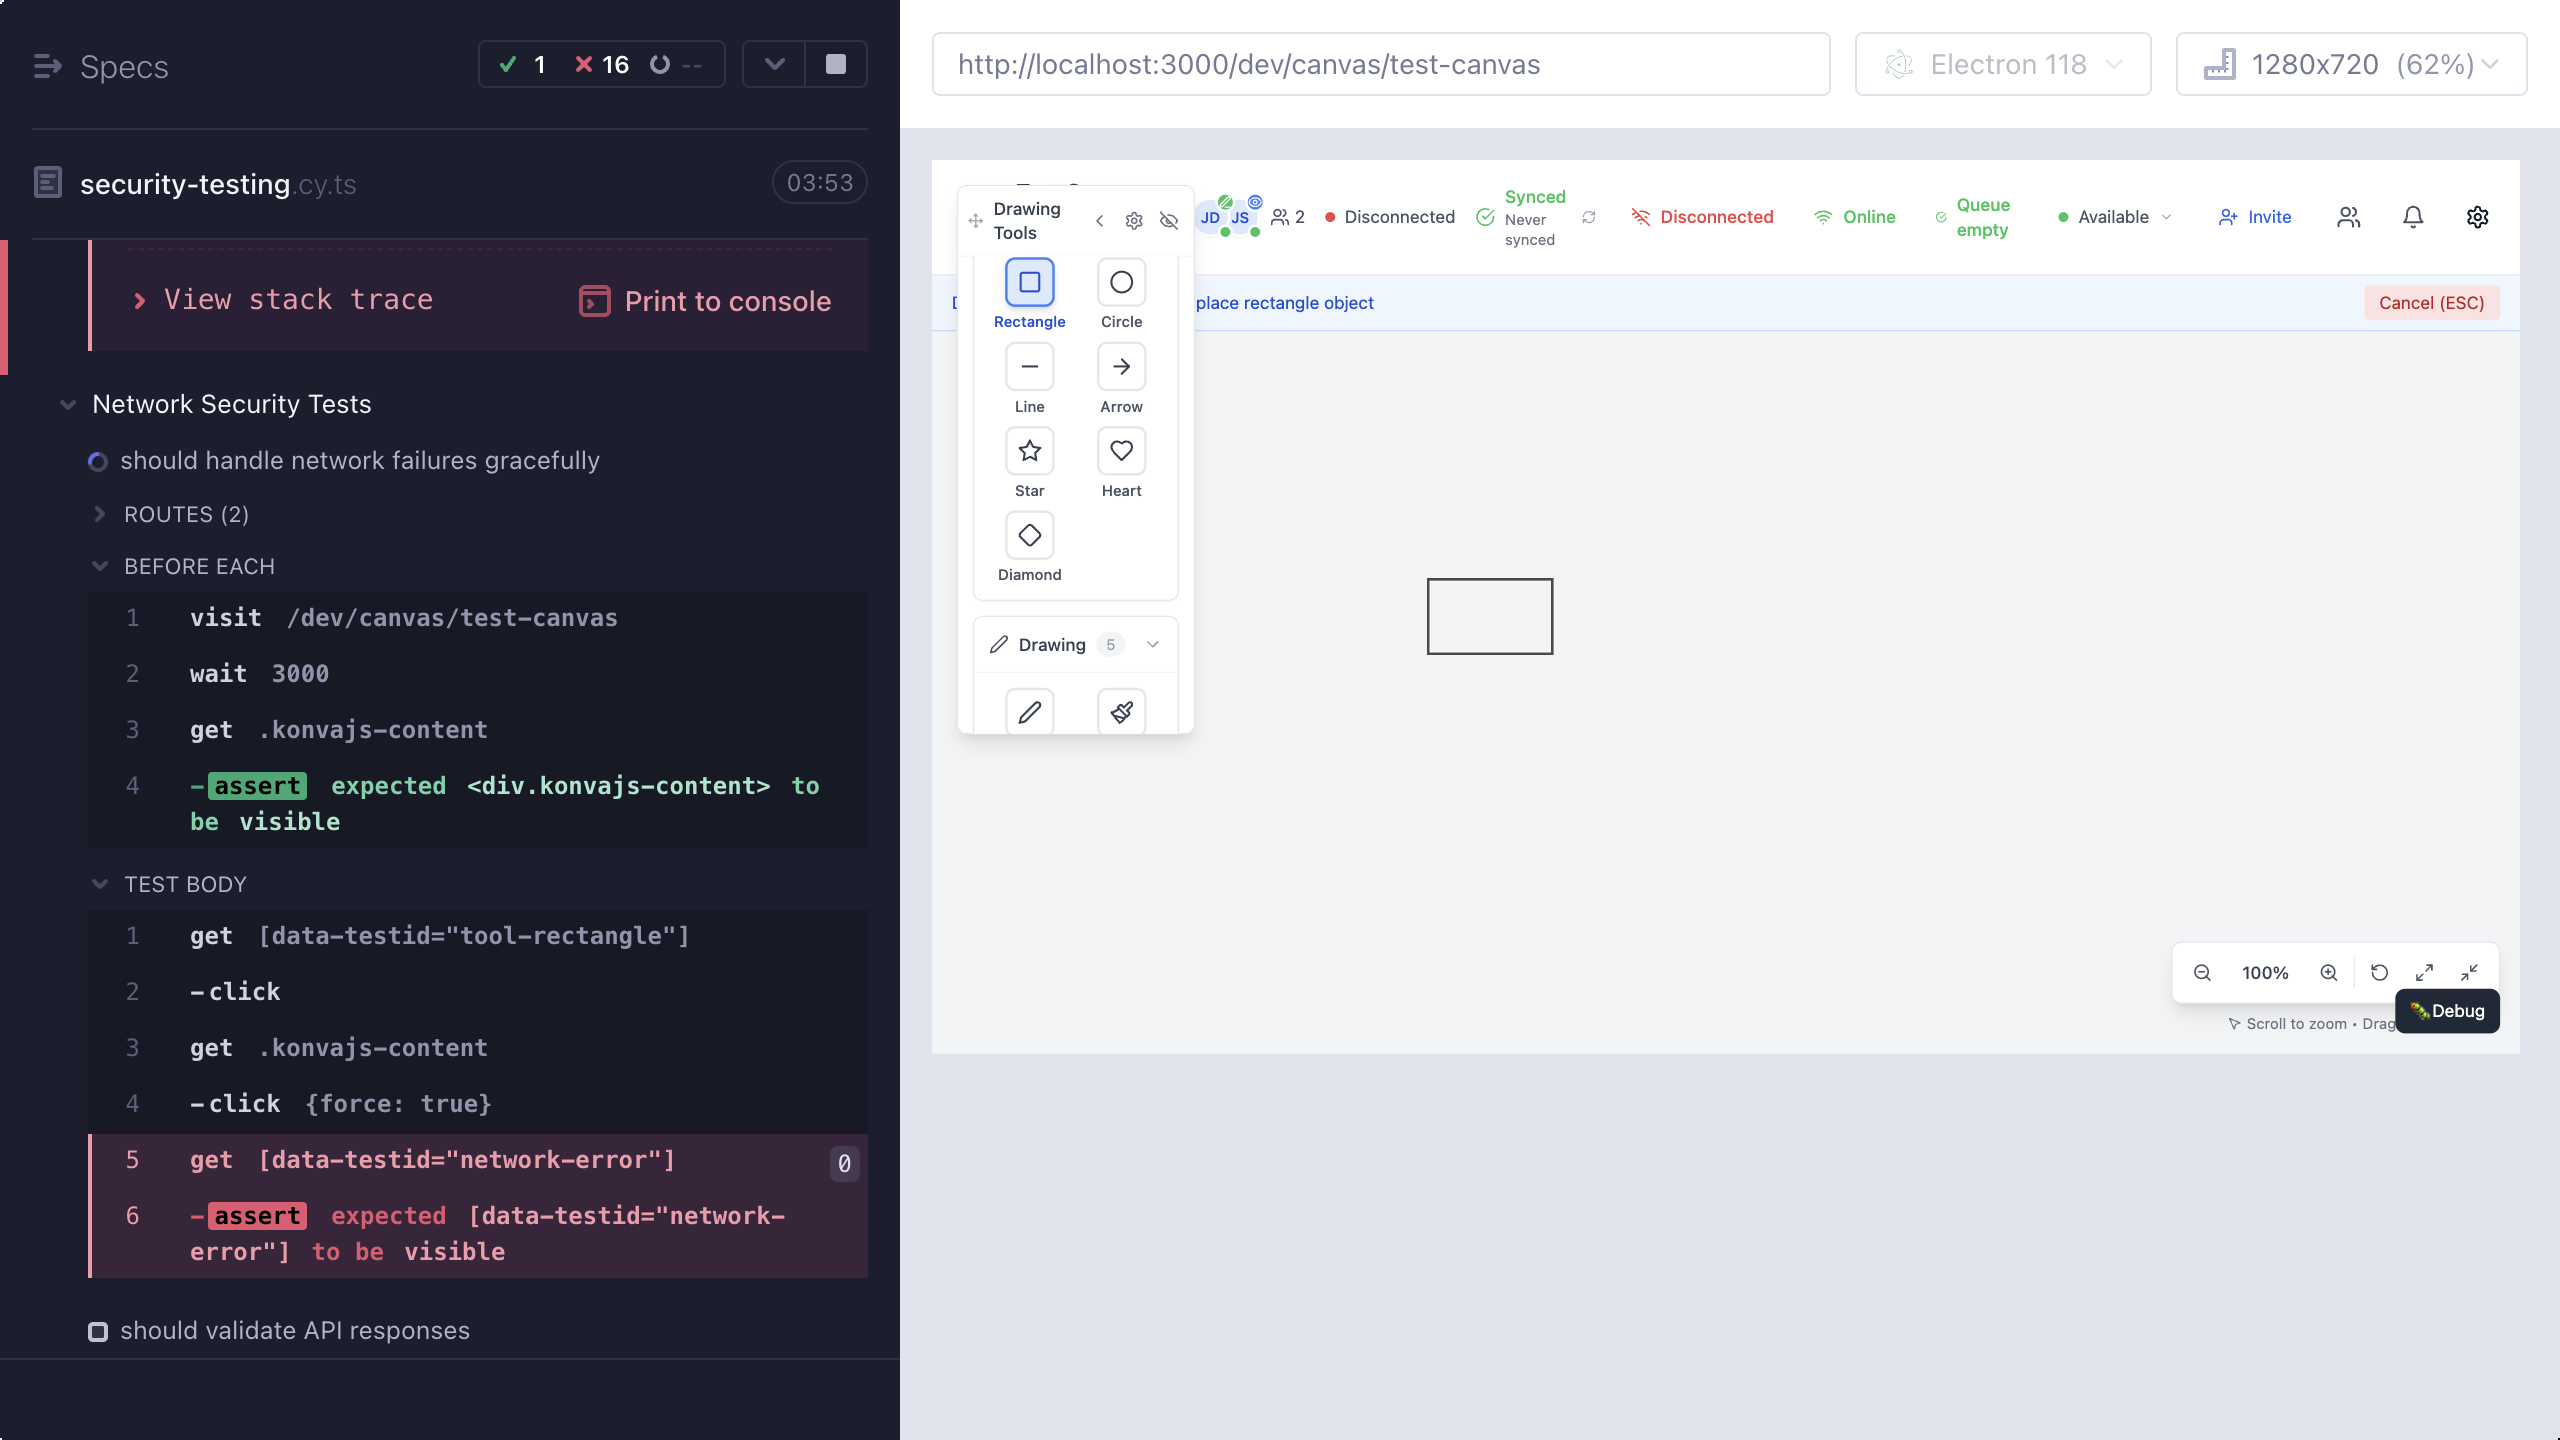 Specs
1 16 --
security-testing.cy.ts
03:53
View stack trace
Print to console
Network Security Tests
should handle network failures gracefully
ROUTES (2)
BEFORE EACH
1 visit /dev/canvas/test-canvas
2 wait 3000
3 get .konvajs-content
4 -assert expected <div.konvajs-content> to
be visible
TEST BODY
1 get [data-testid="tool-rectangle"]
2 -click
3 get .konvajs-content
4 -click {force: true}
5 get [data-testid="network-error"] 0
6 -assert expected [data-testid="network-
error"] to be visible
should validate API responses
http://localhost:3000/dev/canvas/test-canvas
Electron 118
1280x720 (62%)
Drawing
Tools
JD JS
2
Disconnected
Synced
Never
synced
Disconnected
Online
Queue
empty
Available
Invite
place rectangle object
Cancel (ESC)
Rectangle Circle
Line Arrow
Star Heart
Diamond
Drawing 5
100%
Debug
Scroll to zoom • Drag